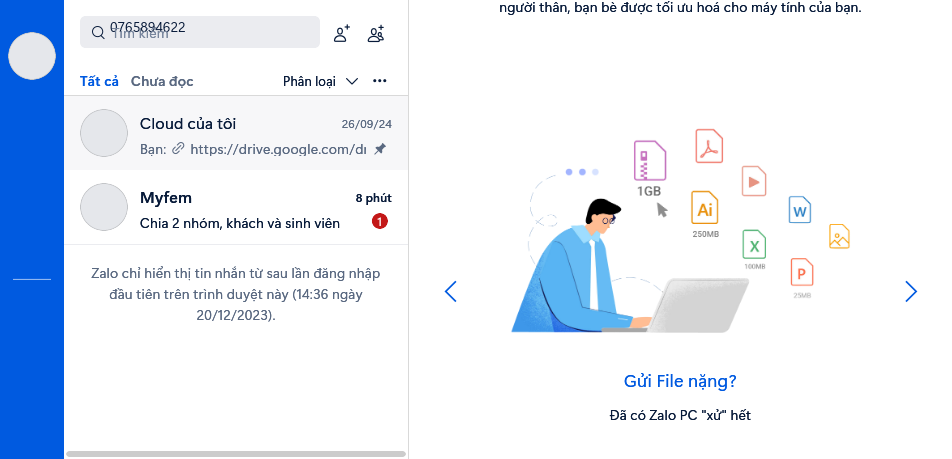 0765894622
Tìm kiếm
Tất cả
Chưa đọc
Phân loại
Cloud của tôi
26/09/24
Bạn: https://drive.google.com/dr
Myfem
8 phút
Chia 2 nhóm, khách và sinh viên
1
Zalo chỉ hiển thị tin nhắn từ sau lần đăng nhập
đầu tiên trên trình duyệt này (14:36 ngày
20/12/2023).
người thân, bạn bè được tối ưu hoá cho máy tính của bạn.
1GB
Ai
250MB
W
X
100MB
P
25MB
Gửi File nặng?
Đã có Zalo PC "xử" hết